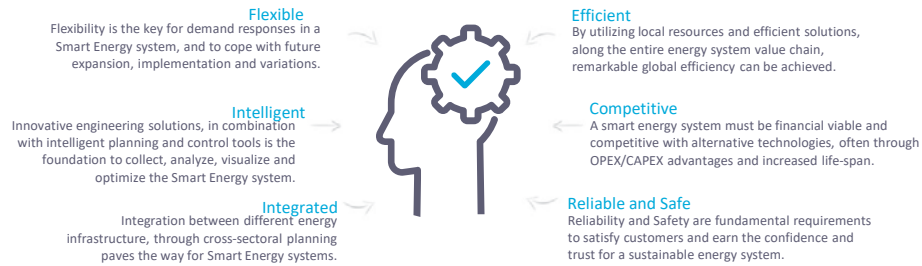 Flexible
Flexibility is the key for demand responses in a
Smart Energy system, and to cope with future
expansion, implementation and variations.
Intelligent
Innovative engineering solutions, in combination
with intelligent planning and control tools is the
foundation to collect, analyze, visualize and
optimize the Smart Energy system.
Integrated
Integration between different energy
infrastructure, through cross-sectoral planning
paves the way for Smart Energy systems.
Efficient
By utilizing local resources and efficient solutions,
along the entire energy system value chain,
remarkable global efficiency can be achieved.
Competitive
A smart energy system must be financial viable and
competitive with alternative technologies, often through
OPEX/CAPEX advantages and increased life-span.
Reliable and Safe
Reliability and Safety are fundamental requirements
to satisfy customers and earn the confidence and
trust for a sustainable energy system.